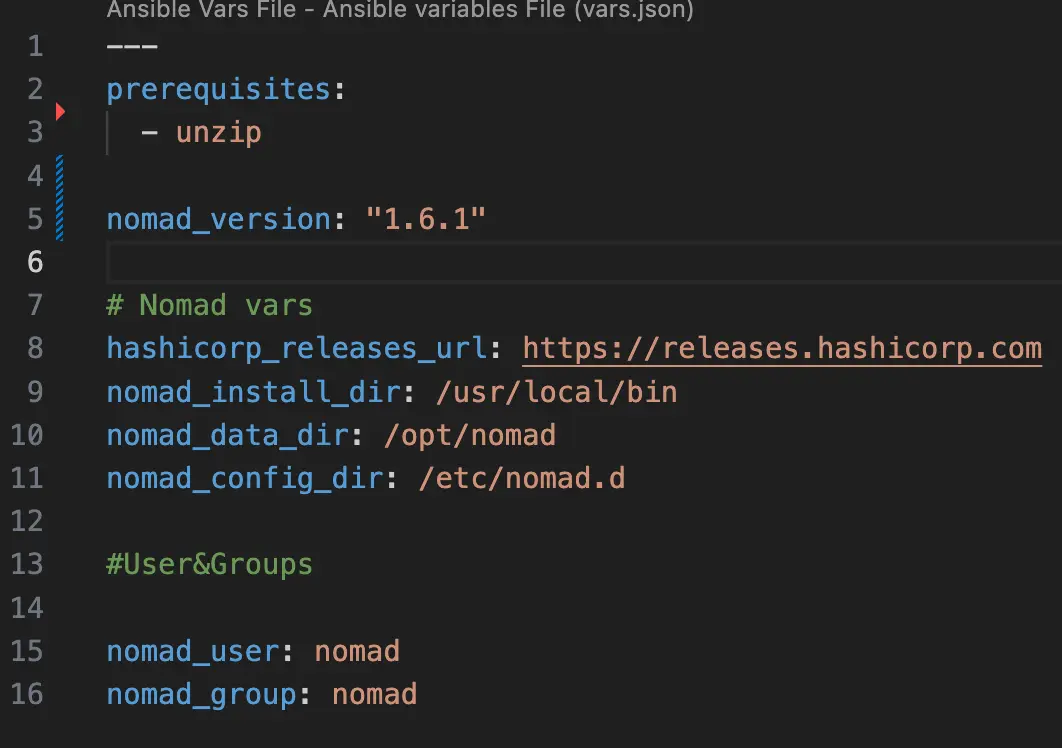 Ansible Vars File - Ansible variables File (vars.json)
1 ---
2 prerequisites:
3 - unzip
4
5 nomad_version: "1.6.1"
6
7 # Nomad vars
8 hashicorp_releases_url: https://releases.hashicorp.com
9 nomad_install_dir: /usr/local/bin
10 nomad_data_dir: /opt/nomad
11 nomad_config_dir: /etc/nomad.d
12
13 #User&Groups
14
15 nomad_user: nomad
16 nomad_group: nomad